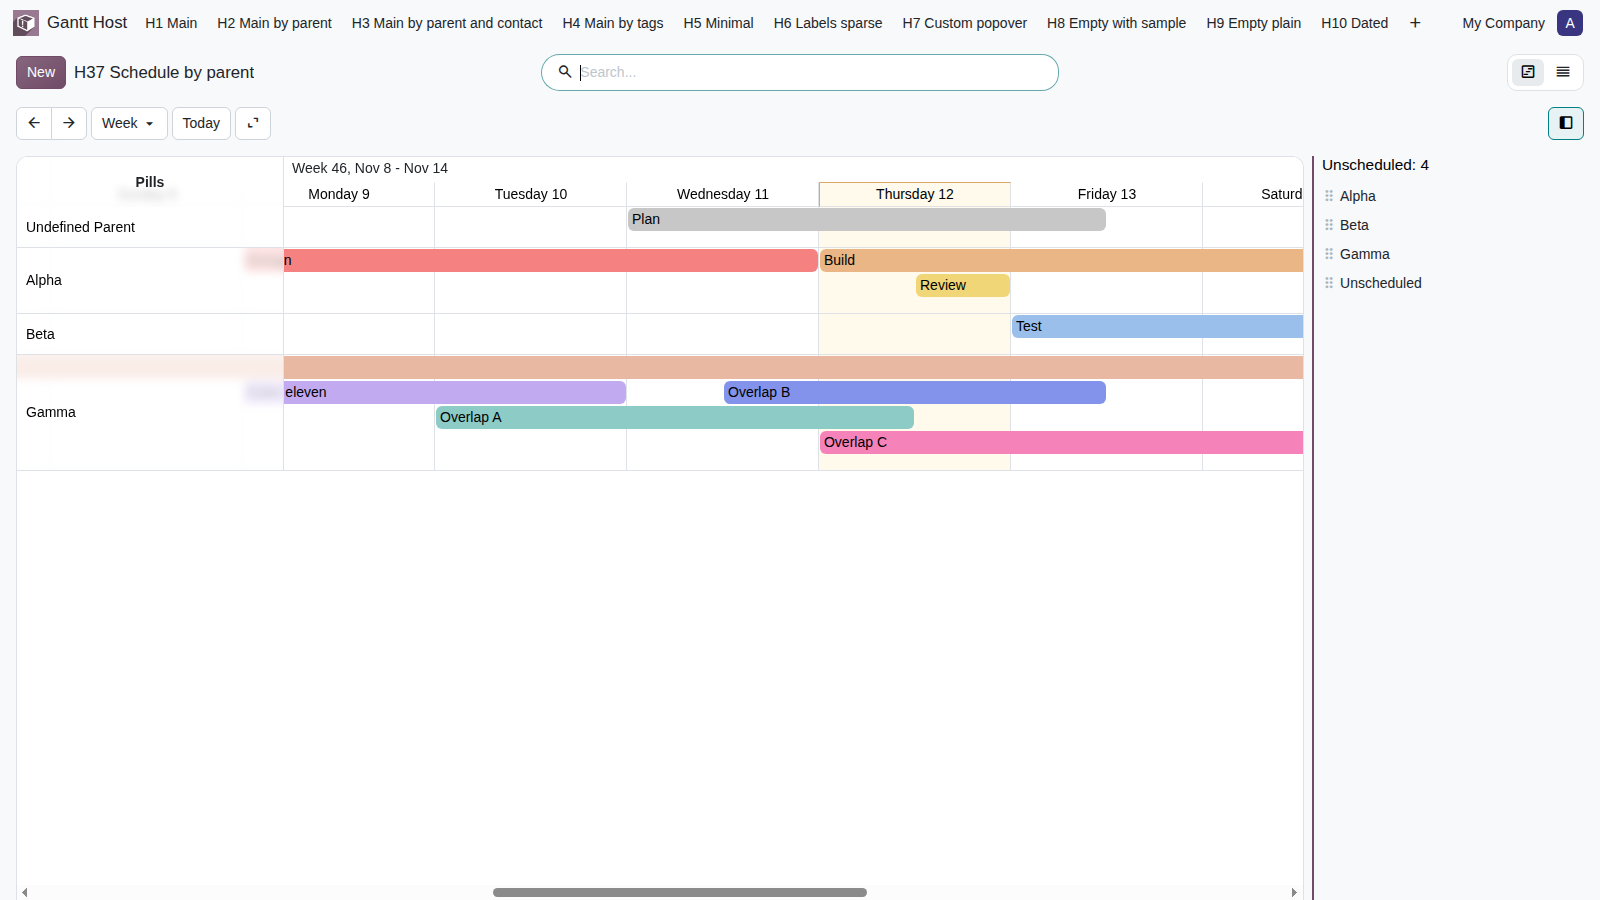 Gantt Host H1 Main H2 Main by parent H3 Main by parent and contact H4 Main by tags H5 Minimal H6 Labels sparse H7 Custom popover H8 Empty with sample H9 Empty plain H10 Dated + My Company A
New H37 Schedule by parent Search...
Week Today
Week 46, Nov 8 - Nov 14
Pills
Monday 9 Tuesday 10 Wednesday 11 Thursday 12 Friday 13 Saturd
Undefined Parent Plan
Alpha n Build
Review
Beta Test
Gamma eleven Overlap B
Overlap A
Overlap C
Unscheduled: 4
Alpha
Beta
Gamma
Unscheduled